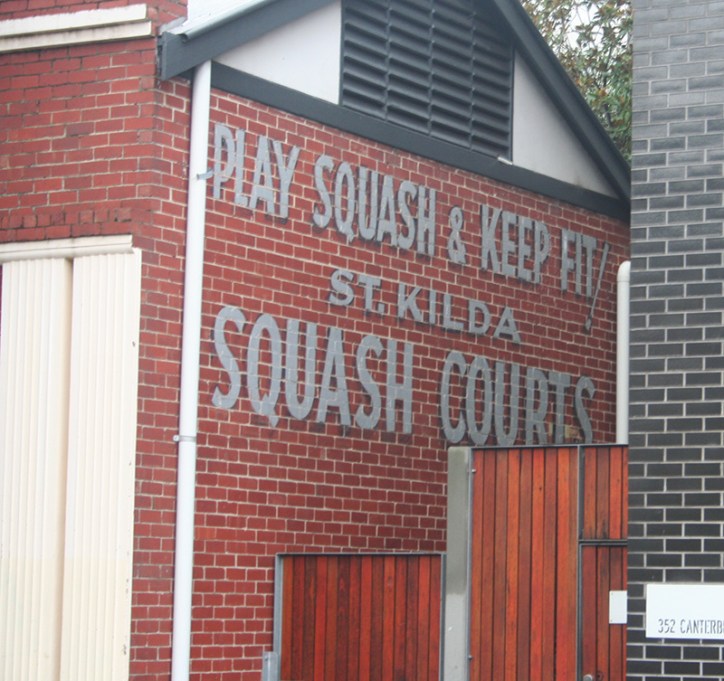 PLAY SQUASH & KEEP FIT!
ST. KILDA
SQUASH COURTS
352 CANTERB